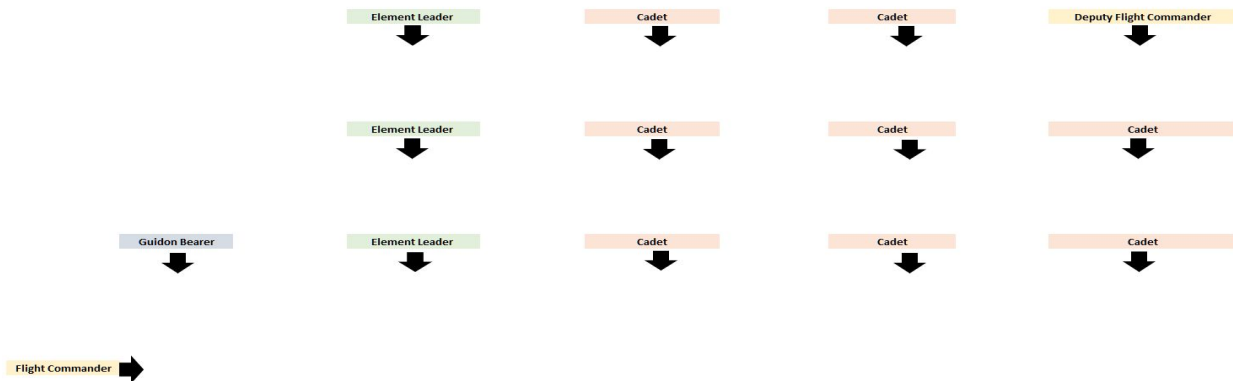 Element Leader Cadet Cadet Deputy Flight Commander
Element Leader Cadet Cadet Cadet
Guidon Bearer Element Leader Cadet Cadet Cadet
Flight Commander